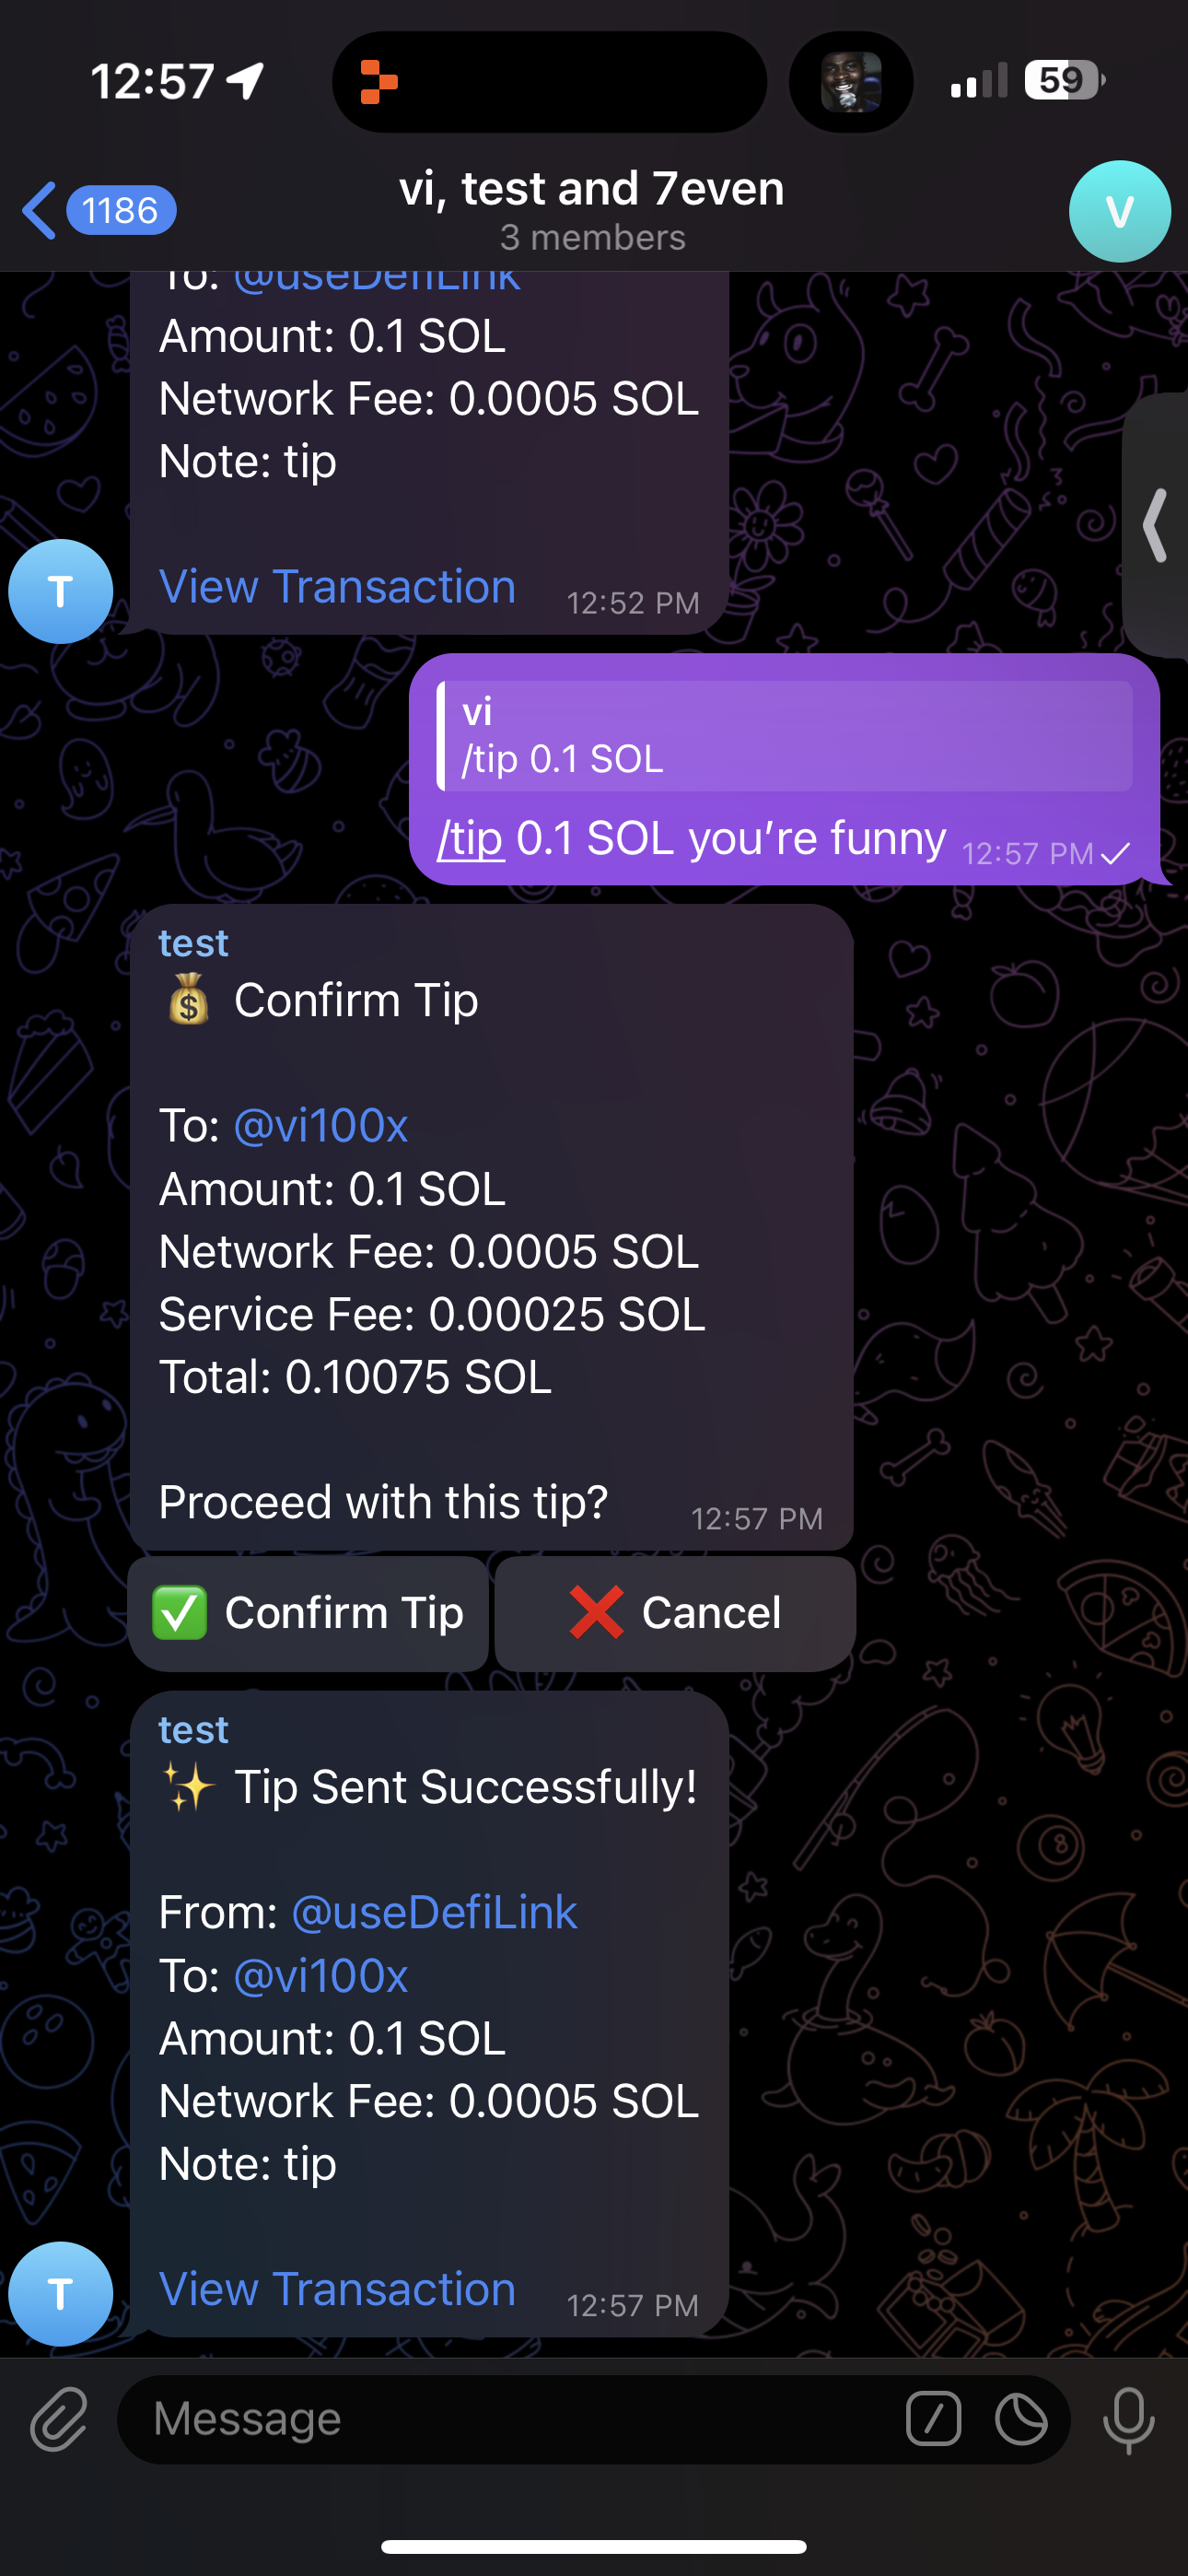 12:57
59
1186
vi, test and 7even
3 members
V
To: @useDefiLink
Amount: 0.1 SOL
Network Fee: 0.0005 SOL
Note: tip
View Transaction
12:52 PM
T
vi
/tip 0.1 SOL
/tip 0.1 SOL you’re funny
12:57 PM
test
💰 Confirm Tip
To: @vi100x
Amount: 0.1 SOL
Network Fee: 0.0005 SOL
Service Fee: 0.00025 SOL
Total: 0.10075 SOL
Proceed with this tip?
12:57 PM
✅ Confirm Tip
❌ Cancel
test
✨ Tip Sent Successfully!
From: @useDefiLink
To: @vi100x
Amount: 0.1 SOL
Network Fee: 0.0005 SOL
Note: tip
View Transaction
12:57 PM
T
Message